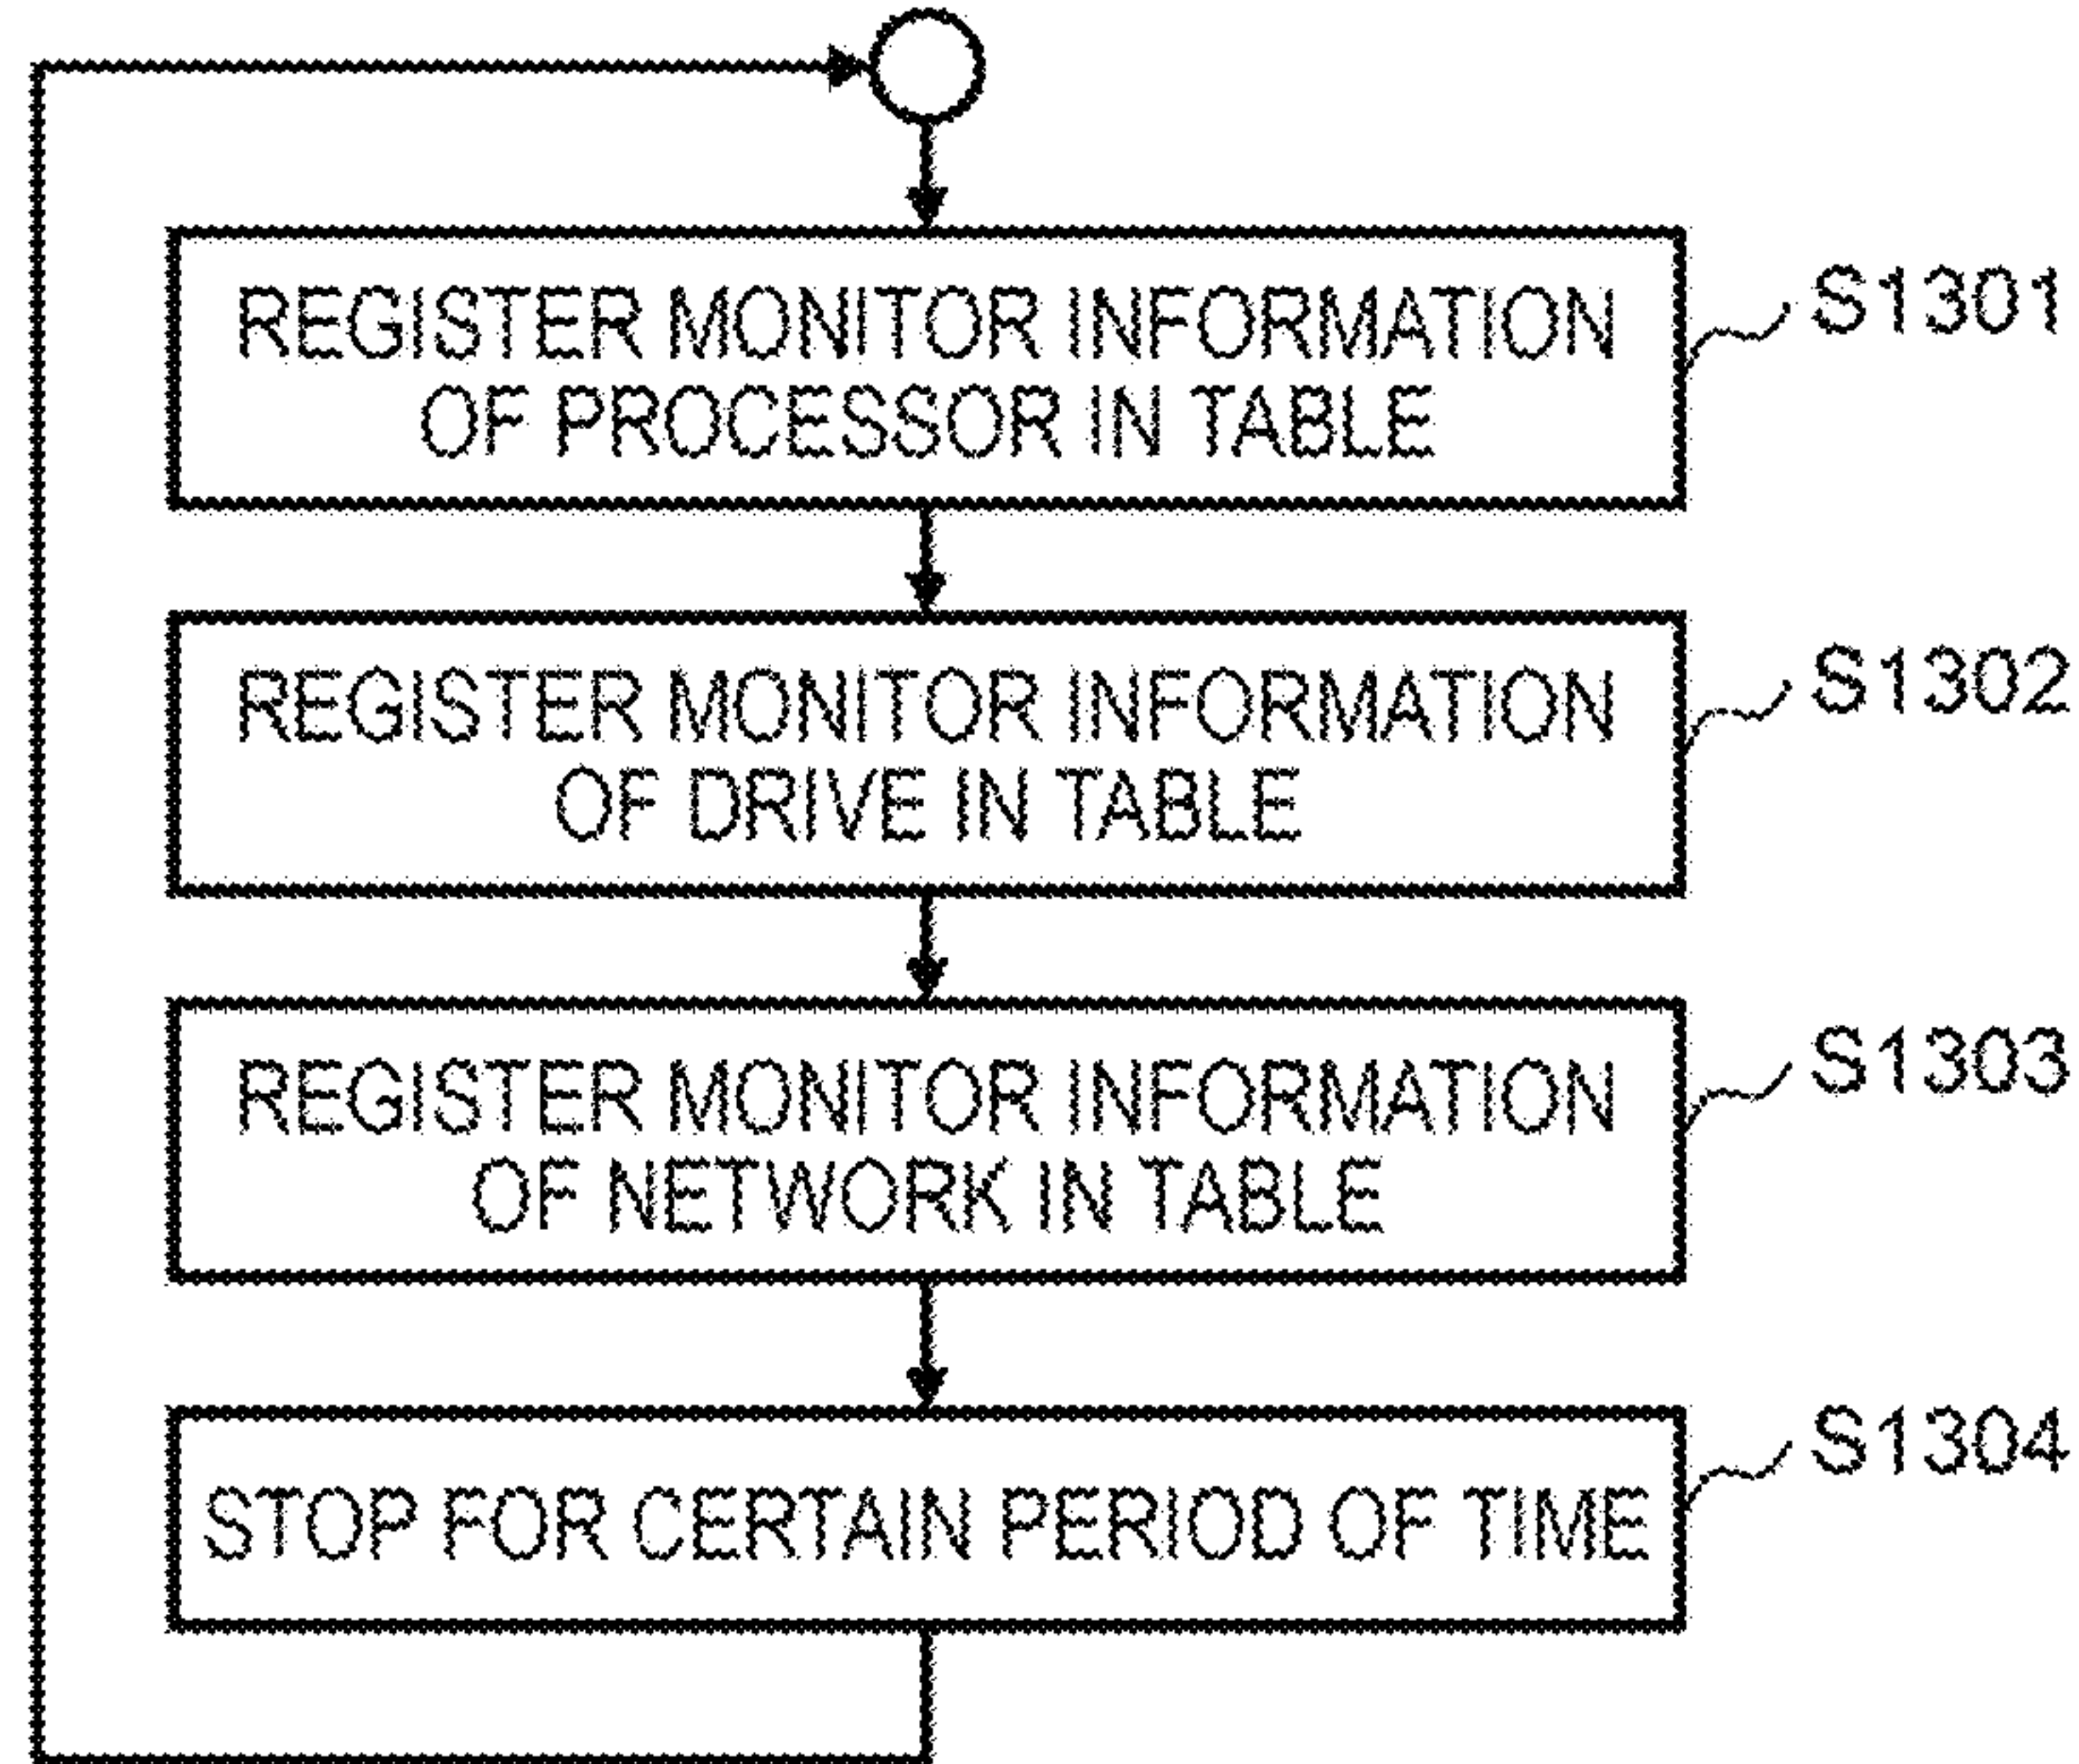 REGISTER MONITOR INFORMATION
OF PROCESSOR IN TABLE
S1301
REGISTER MONITOR INFORMATION
OF DRIVE IN TABLE
S1302
REGISTER MONITOR INFORMATION
OF NETWORK IN TABLE
S1303
STOP FOR CERTAIN PERIOD OF TIME
S1304